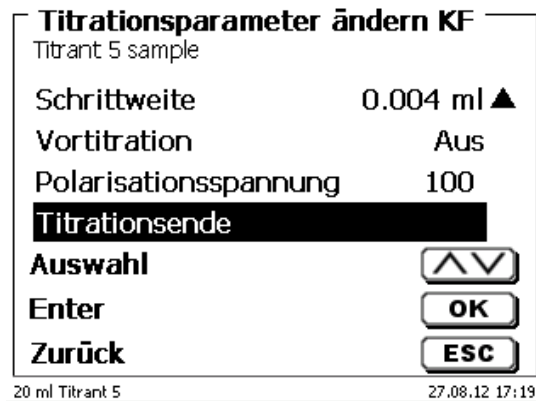 Titrationsparameter ändern KF
Titrant 5 sample
Schrittweite 0.004 ml ▲
Vortitration Aus
Polarisationsspannung 100
Titrationsende
Auswahl
Enter OK
Zurück ESC
20 ml Titrant 5 27.08.12 17:19